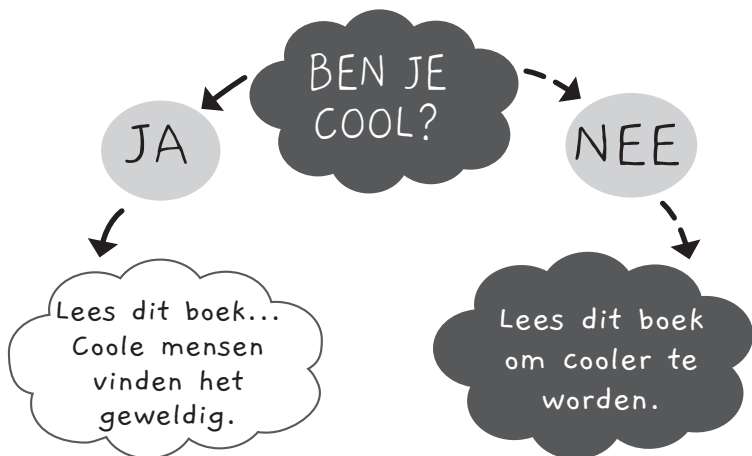 BEN JE
COOL?
JA
NEE
Lees dit boek...
Coole mensen
vinden het
geweldig.
Lees dit boek
om cooler te
worden.